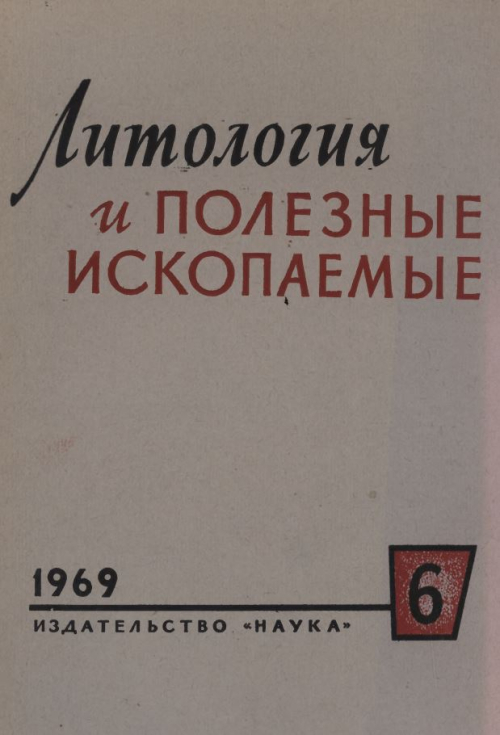 Литология
и ПОЛЕЗНЫЕ
ИСКОПАЕМЫЕ
1969
6
ИЗДАТЕЛЬСТВО «НАУКА»